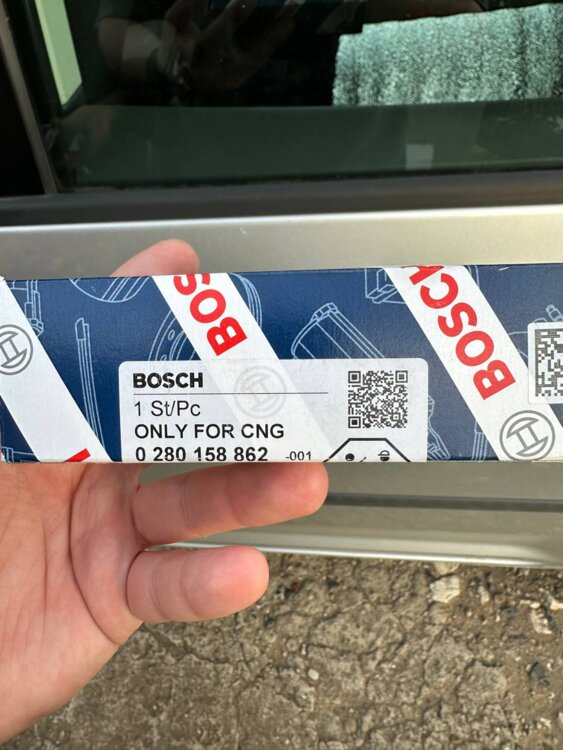 BOSCH
BOSCH
BOSCH
1 St/Pc
ONLY FOR CNG
0 280 158 862 -001